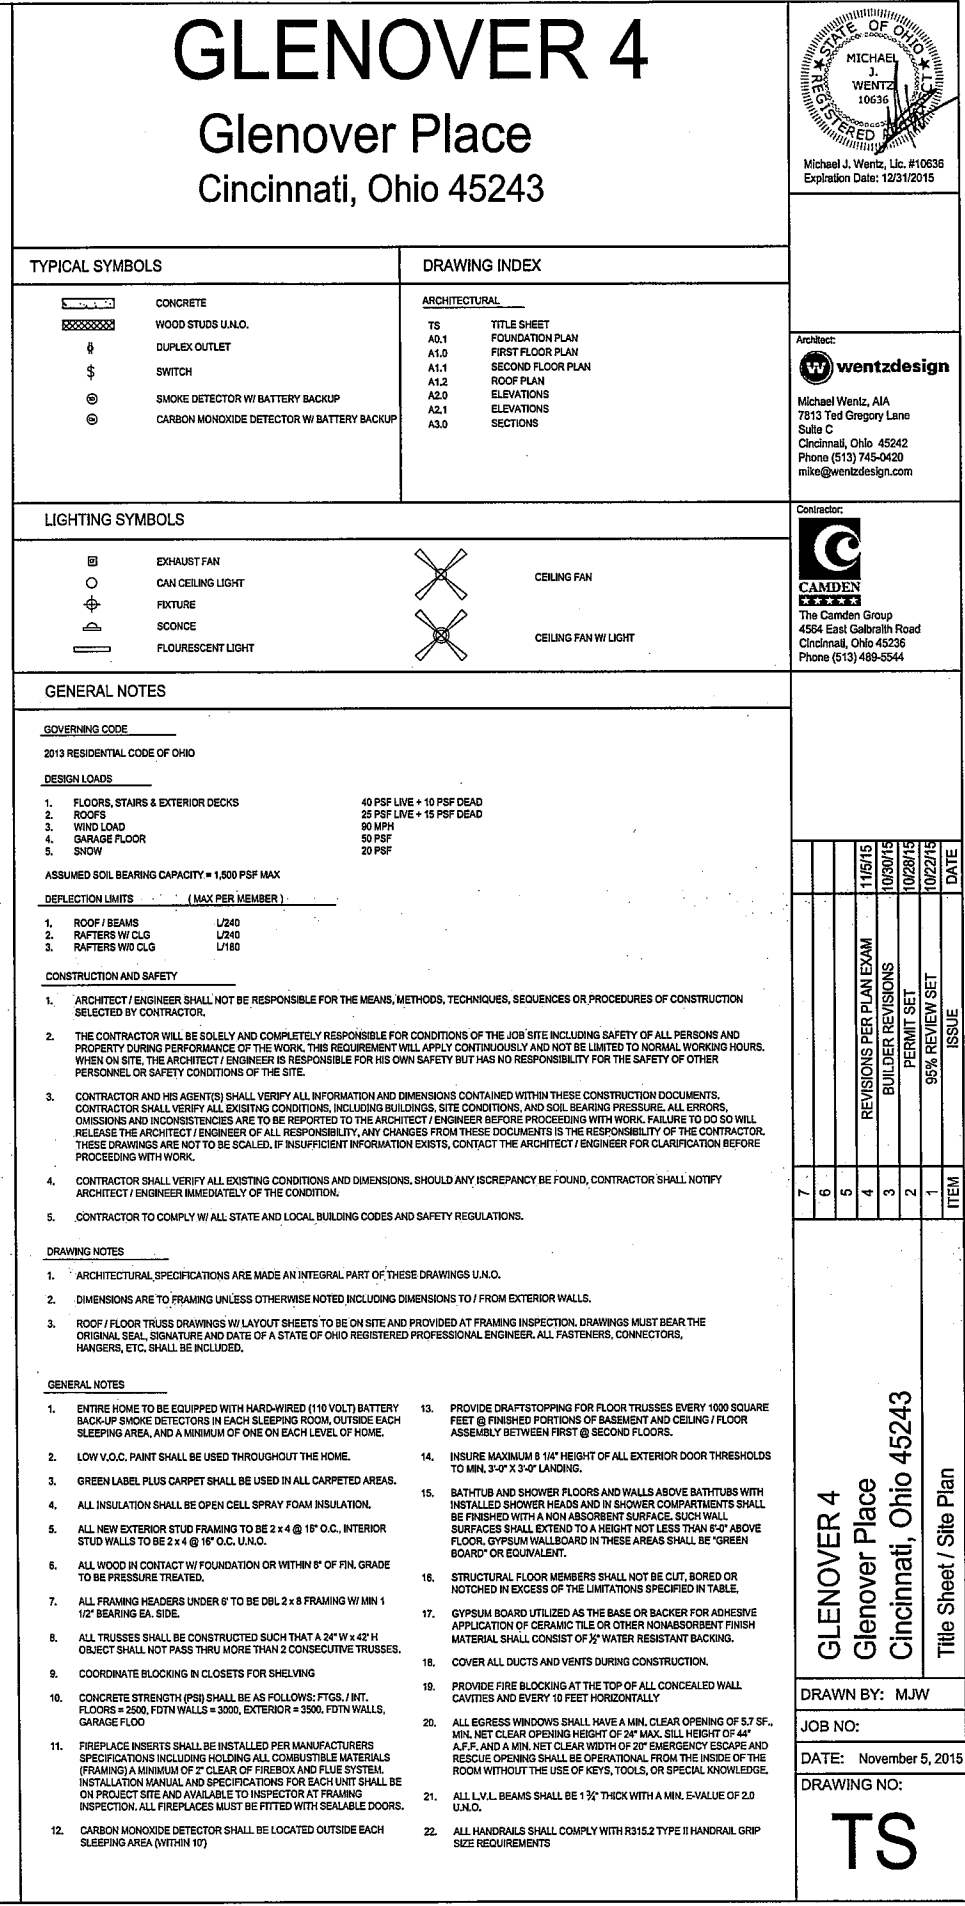 GLENOVER 4
Glenover Place
Cincinnati, Ohio 45243
STATE OF OHIO
MICHAEL
J.
WENTZ
10636
REGISTERED
Michael J. Wentz, Lic. #10636
Expiration Date: 12/31/2015
TYPICAL SYMBOLS
CONCRETE
WOOD STUDS U.N.O.
DUPLEX OUTLET
$ SWITCH
SMOKE DETECTOR W/ BATTERY BACKUP
CARBON MONOXIDE DETECTOR W/ BATTERY BACKUP
DRAWING INDEX
ARCHITECTURAL
TS TITLE SHEET
A0.1 FOUNDATION PLAN
A1.0 FIRST FLOOR PLAN
A1.1 SECOND FLOOR PLAN
A1.2 ROOF PLAN
A2.0 ELEVATIONS
A2.1 ELEVATIONS
A3.0 SECTIONS
Architect:
W wentzdesign
Michael Wentz, AIA
7813 Ted Gregory Lane
Suite C
Cincinnati, Ohio 45242
Phone (513) 745-0420
mike@wentzdesign.com
LIGHTING SYMBOLS
EXHAUST FAN
CAN CEILING LIGHT
FIXTURE
SCONCE
FLOURESCENT LIGHT
CEILING FAN
CEILING FAN W/ LIGHT
Contractor:
CAMDEN
The Camden Group
4564 East Galbraith Road
Cincinnati, Ohio 45236
Phone (513) 489-5544
GENERAL NOTES
GOVERNING CODE
2013 RESIDENTIAL CODE OF OHIO
DESIGN LOADS
1. FLOORS, STAIRS & EXTERIOR DECKS 40 PSF LIVE + 10 PSF DEAD
2. ROOFS 25 PSF LIVE + 15 PSF DEAD
3. WIND LOAD 90 MPH
4. GARAGE FLOOR 50 PSF
5. SNOW 20 PSF
ASSUMED SOIL BEARING CAPACITY = 1,500 PSF MAX
DEFLECTION LIMITS ( MAX PER MEMBER )
1. ROOF / BEAMS L/240
2. RAFTERS W/ CLG L/240
3. RAFTERS W/0 CLG L/180
CONSTRUCTION AND SAFETY
1. ARCHITECT / ENGINEER SHALL NOT BE RESPONSIBLE FOR THE MEANS, METHODS, TECHNIQUES, SEQUENCES OR PROCEDURES OF CONSTRUCTION
SELECTED BY CONTRACTOR.
2. THE CONTRACTOR WILL BE SOLELY AND COMPLETELY RESPONSIBLE FOR CONDITIONS OF THE JOB SITE INCLUDING SAFETY OF ALL PERSONS AND
PROPERTY DURING PERFORMANCE OF THE WORK. THIS REQUIREMENT WILL APPLY CONTINUOUSLY AND NOT BE LIMITED TO NORMAL WORKING HOURS.
WHEN ON SITE, THE ARCHITECT / ENGINEER IS RESPONSIBLE FOR HIS OWN SAFETY BUT HAS NO RESPONSIBILITY FOR THE SAFETY OF OTHER
PERSONNEL OR SAFETY CONDITIONS OF THE SITE.
3. CONTRACTOR AND HIS AGENT(S) SHALL VERIFY ALL INFORMATION AND DIMENSIONS CONTAINED WITHIN THESE CONSTRUCTION DOCUMENTS.
CONTRACTOR SHALL VERIFY ALL EXISITNG CONDITIONS, INCLUDING BUILDINGS, SITE CONDITIONS, AND SOIL BEARING PRESSURE. ALL ERRORS,
OMISSIONS AND INCONSISTENCIES ARE TO BE REPORTED TO THE ARCHITECT / ENGINEER BEFORE PROCEEDING WITH WORK. FAILURE TO DO SO WILL
RELEASE THE ARCHITECT / ENGINEER OF ALL RESPONSIBILITY, ANY CHANGES FROM THESE DOCUMENTS IS THE RESPONSIBILITY OF THE CONTRACTOR.
THESE DRAWINGS ARE NOT TO BE SCALED. IF INSUFFICIENT INFORMATION EXISTS, CONTACT THE ARCHITECT / ENGINEER FOR CLARIFICATION BEFORE
PROCEEDING WITH WORK.
4. CONTRACTOR SHALL VERIFY ALL EXISTING CONDITIONS AND DIMENSIONS. SHOULD ANY ISCREPANCY BE FOUND, CONTRACTOR SHALL NOTIFY
ARCHITECT / ENGINEER IMMEDIATELY OF THE CONDITION.
5. CONTRACTOR TO COMPLY W/ ALL STATE AND LOCAL BUILDING CODES AND SAFETY REGULATIONS.
DRAWING NOTES
1. ARCHITECTURAL SPECIFICATIONS ARE MADE AN INTEGRAL PART OF THESE DRAWINGS U.N.O.
2. DIMENSIONS ARE TO FRAMING UNLESS OTHERWISE NOTED INCLUDING DIMENSIONS TO / FROM EXTERIOR WALLS.
3. ROOF / FLOOR TRUSS DRAWINGS W/ LAYOUT SHEETS TO BE ON SITE AND PROVIDED AT FRAMING INSPECTION. DRAWINGS MUST BEAR THE
ORIGINAL SEAL, SIGNATURE AND DATE OF A STATE OF OHIO REGISTERED PROFESSIONAL ENGINEER. ALL FASTENERS, CONNECTORS,
HANGERS, ETC. SHALL BE INCLUDED.
GENERAL NOTES
1. ENTIRE HOME TO BE EQUIPPED WITH HARD-WIRED (110 VOLT) BATTERY
BACK-UP SMOKE DETECTORS IN EACH SLEEPING ROOM, OUTSIDE EACH
SLEEPING AREA, AND A MINIMUM OF ONE ON EACH LEVEL OF HOME.
2. LOW V.O.C. PAINT SHALL BE USED THROUGHOUT THE HOME.
3. GREEN LABEL PLUS CARPET SHALL BE USED IN ALL CARPETED AREAS.
4. ALL INSULATION SHALL BE OPEN CELL SPRAY FOAM INSULATION.
5. ALL NEW EXTERIOR STUD FRAMING TO BE 2 x 4 @ 16" O.C., INTERIOR
STUD WALLS TO BE 2 x 4 @ 16" O.C. U.N.O.
6. ALL WOOD IN CONTACT W/ FOUNDATION OR WITHIN 8" OF FIN. GRADE
TO BE PRESSURE TREATED.
7. ALL FRAMING HEADERS UNDER 6' TO BE DBL 2 x 8 FRAMING W/ MIN 1
1/2" BEARING EA. SIDE.
8. ALL TRUSSES SHALL BE CONSTRUCTED SUCH THAT A 24" W x 42" H
OBJECT SHALL NOT PASS THRU MORE THAN 2 CONSECUTIVE TRUSSES.
9. COORDINATE BLOCKING IN CLOSETS FOR SHELVING
10. CONCRETE STRENGTH (PSI) SHALL BE AS FOLLOWS: FTGS. / INT.
FLOORS = 2500, FDTN WALLS = 3000, EXTERIOR = 3500, FDTN WALLS,
GARAGE FLOO
11. FIREPLACE INSERTS SHALL BE INSTALLED PER MANUFACTURERS
SPECIFICATIONS INCLUDING HOLDING ALL COMBUSTIBLE MATERIALS
(FRAMING) A MINIMUM OF 2" CLEAR OF FIREBOX AND FLUE SYSTEM.
INSTALLATION MANUAL AND SPECIFICATIONS FOR EACH UNIT SHALL BE
ON PROJECT SITE AND AVAILABLE TO INSPECTOR AT FRAMING
INSPECTION. ALL FIREPLACES MUST BE FITTED WITH SEALABLE DOORS.
12. CARBON MONOXIDE DETECTOR SHALL BE LOCATED OUTSIDE EACH
SLEEPING AREA (WITHIN 10')
13. PROVIDE DRAFTSTOPPING FOR FLOOR TRUSSES EVERY 1000 SQUARE
FEET @ FINISHED PORTIONS OF BASEMENT AND CEILING / FLOOR
ASSEMBLY BETWEEN FIRST @ SECOND FLOORS.
14. INSURE MAXIMUM 8 1/4" HEIGHT OF ALL EXTERIOR DOOR THRESHOLDS
TO MIN. 3'-0" X 3'-0" LANDING.
15. BATHTUB AND SHOWER FLOORS AND WALLS ABOVE BATHTUBS WITH
INSTALLED SHOWER HEADS AND IN SHOWER COMPARTMENTS SHALL
BE FINISHED WITH A NON ABSORBENT SURFACE. SUCH WALL
SURFACES SHALL EXTEND TO A HEIGHT NOT LESS THAN 6'-0" ABOVE
FLOOR. GYPSUM WALLBOARD IN THESE AREAS SHALL BE "GREEN
BOARD" OR EQUIVALENT.
16. STRUCTURAL FLOOR MEMBERS SHALL NOT BE CUT, BORED OR
NOTCHED IN EXCESS OF THE LIMITATIONS SPECIFIED IN TABLE.
17. GYPSUM BOARD UTILIZED AS THE BASE OR BACKER FOR ADHESIVE
APPLICATION OF CERAMIC TILE OR OTHER NONABSORBENT FINISH
MATERIAL SHALL CONSIST OF ½" WATER RESISTANT BACKING.
18. COVER ALL DUCTS AND VENTS DURING CONSTRUCTION.
19. PROVIDE FIRE BLOCKING AT THE TOP OF ALL CONCEALED WALL
CAVITIES AND EVERY 10 FEET HORIZONTALLY
20. ALL EGRESS WINDOWS SHALL HAVE A MIN. CLEAR OPENING OF 5.7 SF.,
MIN. NET CLEAR OPENING HEIGHT OF 24" MAX. SILL HEIGHT OF 44"
A.F.F. AND A MIN. NET CLEAR WIDTH OF 20" EMERGENCY ESCAPE AND
RESCUE OPENING SHALL BE OPERATIONAL FROM THE INSIDE OF THE
ROOM WITHOUT THE USE OF KEYS, TOOLS, OR SPECIAL KNOWLEDGE.
21. ALL L.V.L. BEAMS SHALL BE 1 ¾" THICK WITH A MIN. E-VALUE OF 2.0
U.N.O.
22. ALL HANDRAILS SHALL COMPLY WITH R315.2 TYPE II HANDRAIL GRIP
SIZE REQUIREMENTS
7
6
5
4 REVISIONS PER PLAN EXAM 11/5/15
3 BUILDER REVISIONS 10/30/15
2 PERMIT SET 10/28/15
1 95% REVIEW SET 10/22/15
ITEM ISSUE DATE
GLENOVER 4
Glenover Place
Cincinnati, Ohio 45243
Title Sheet / Site Plan
DRAWN BY: MJW
JOB NO:
DATE: November 5, 2015
DRAWING NO:
TS